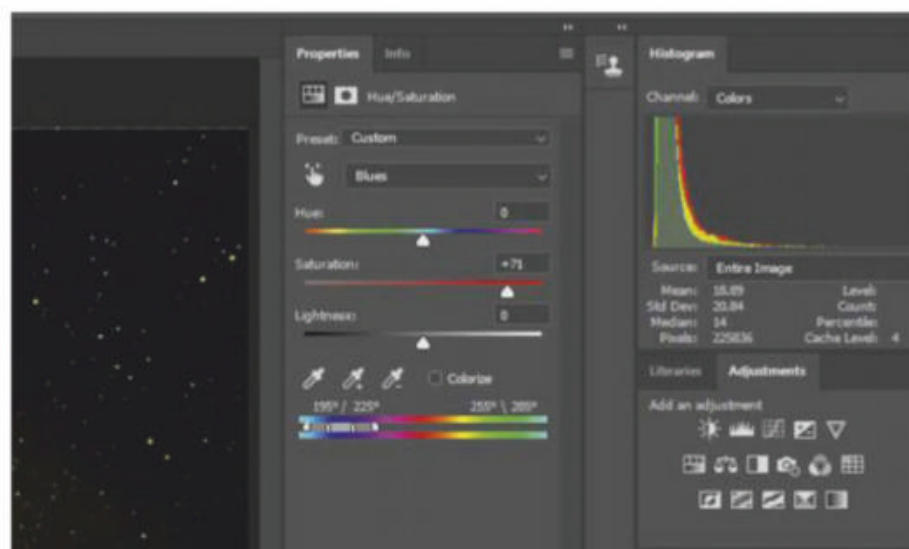 Properties Info
Hue/Saturation
Preset: Custom
Blues
Hue: 0
Saturation: +71
Lightness: 0
Colorize
195° / 225° 255° \ 285°
Histogram
Channel: Colors
Source: Entire Image
Mean: 18.89 Level:
Std Dev: 20.84 Count:
Median: 14 Percentile:
Pixels: 225836 Cache Level: 4
Libraries Adjustments
Add an adjustment